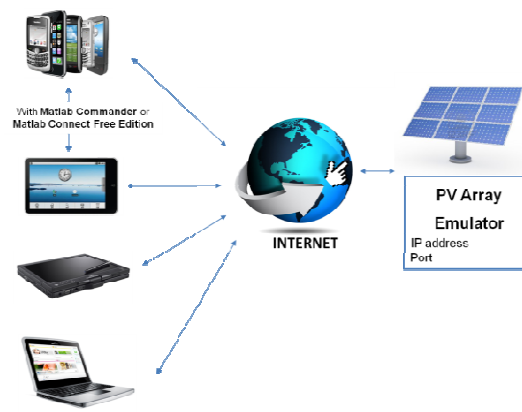 With Matlab Commander or
Matlab Connect Free Edition
INTERNET
PV Array
Emulator
IP address
Port